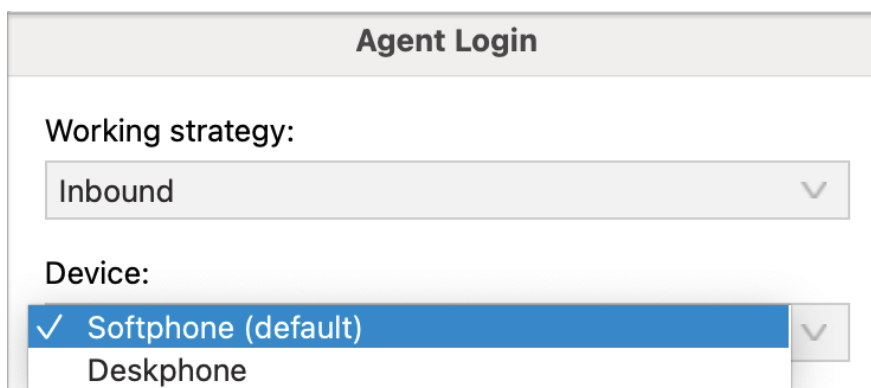 Agent Login
Working strategy:
Inbound
Device:
✓ Softphone (default)
Deskphone